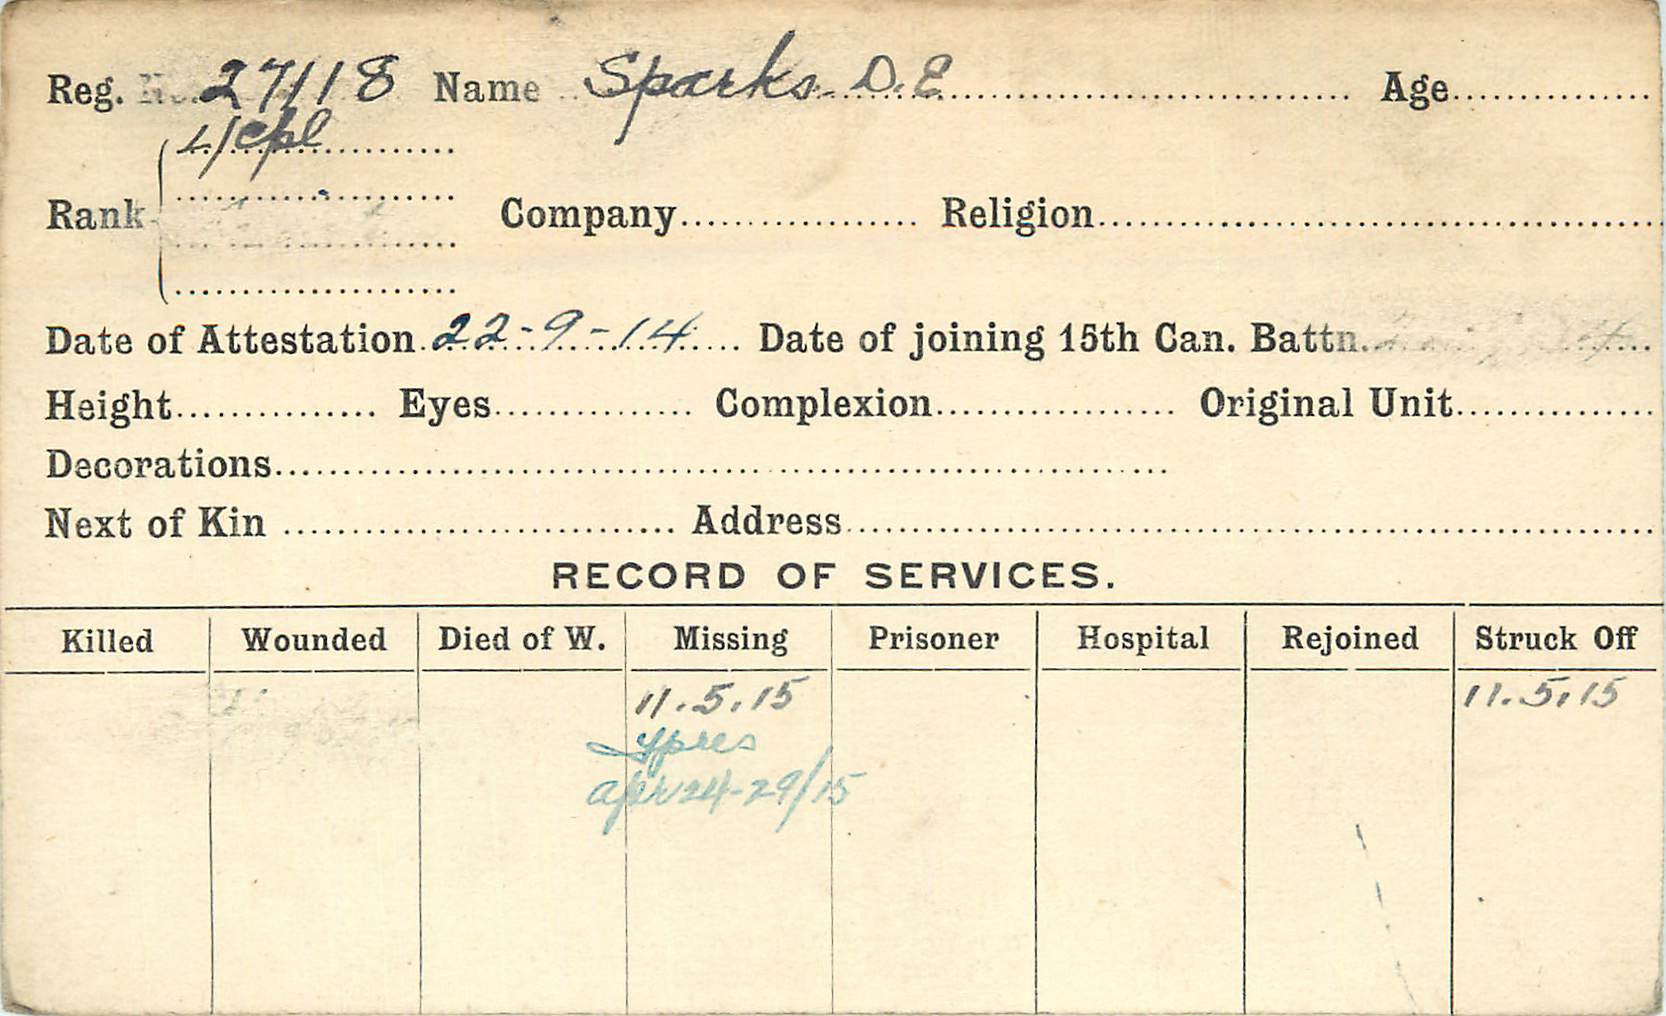 Reg. No. 27118 Name Sparks D.E Age
L/Cpl
Rank Company Religion
Date of Attestation 22-9-14 Date of joining 15th Can. Battn.
Height Eyes Complexion Original Unit
Decorations
Next of Kin Address
RECORD OF SERVICES.
Killed Wounded Died of W. Missing Prisoner Hospital Rejoined Struck Off
11.5.15 11.5.15
Ypres
Apr 24-29/15